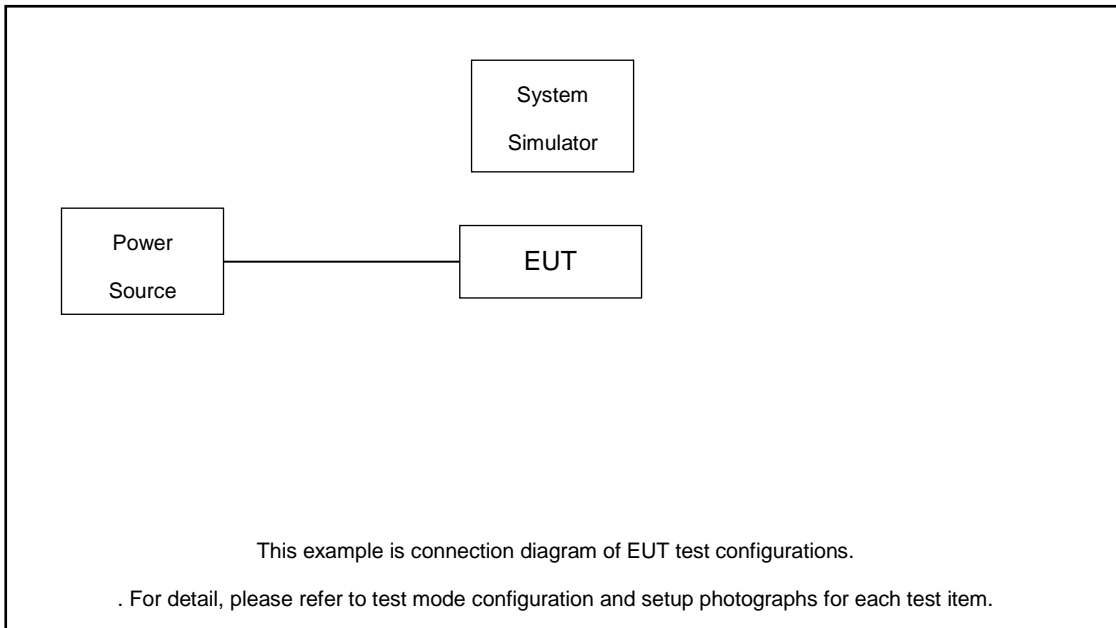 System
Simulator
Power
Source
EUT
This example is connection diagram of EUT test configurations.
. For detail, please refer to test mode configuration and setup photographs for each test item.